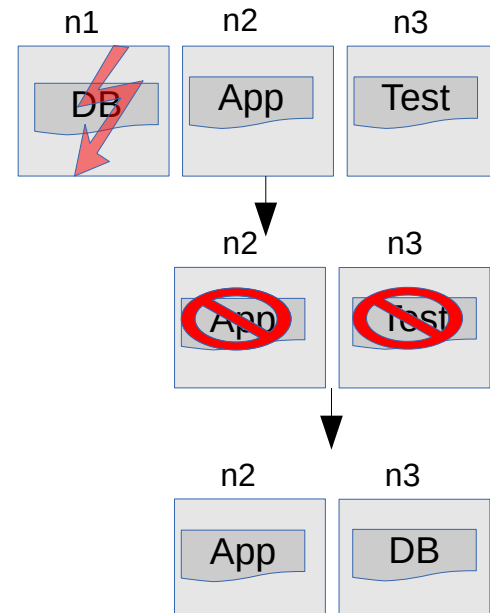 n1 n2 n3
DB App Test
n2 n3
App Test
n2 n3
App DB